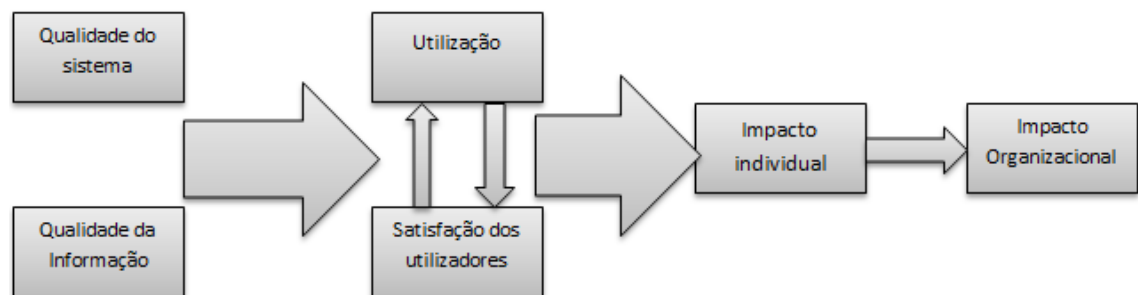 Qualidade do
sistema
Qualidade da
Informação
Utilização
Satisfação dos
utilizadores
Impacto
individual
Impacto
Organizacional